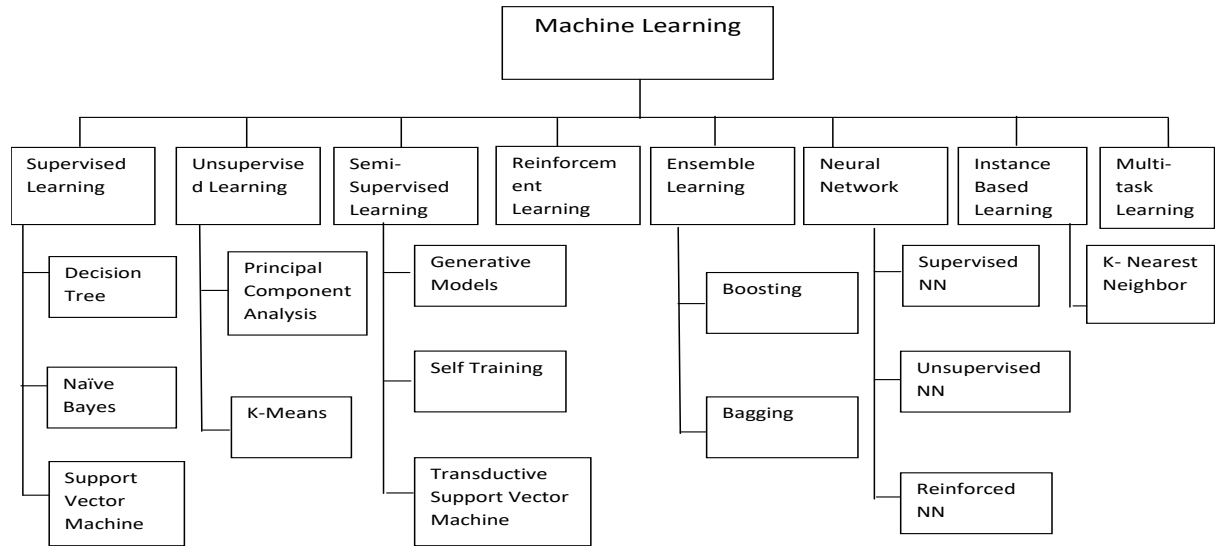 Machine Learning
Supervised
Learning
Unsupervise
d Learning
Semi-
Supervised
Learning
Reinforcem
ent
Learning
Ensemble
Learning
Neural
Network
Instance
Based
Learning
Multi-
task
Learning
Decision
Tree
Naïve
Bayes
Support
Vector
Machine
Principal
Component
Analysis
K-Means
Generative
Models
Self Training
Transductive
Support Vector
Machine
Boosting
Bagging
Supervised
NN
Unsupervised
NN
Reinforced
NN
K- Nearest
Neighbor